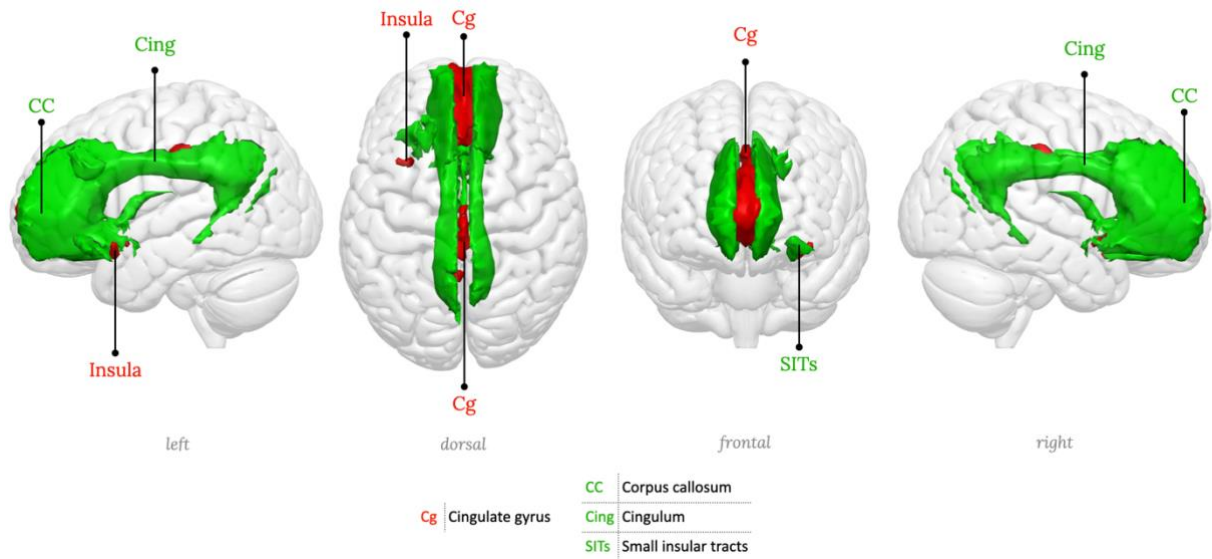 Insula Cg
Cing Cg Cing
CC CC
Insula SITs
Cg
left dorsal frontal right
CC Corpus callosum
Cg Cingulate gyrus Cing Cingulum
SITs Small insular tracts